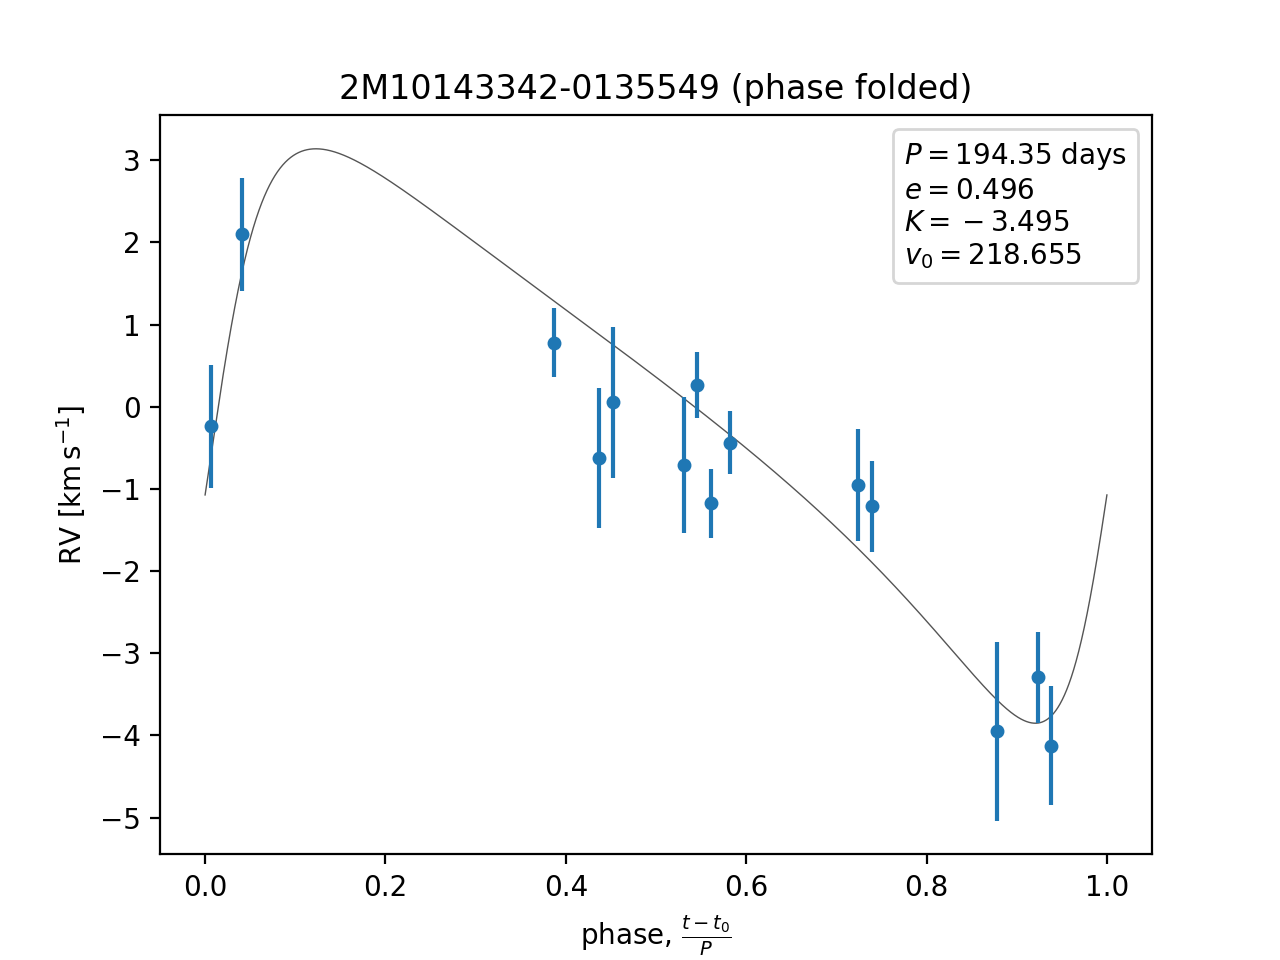 2M10143342-0135549 (phase folded)
P = 194.35 days
e = 0.496
K = −3.495
v₀ = 218.655
3
2
1
0
−1
−2
−3
−4
−5
RV [km s⁻¹]
0.0 0.2 0.4 0.6 0.8 1.0
phase, (t − t₀)/P